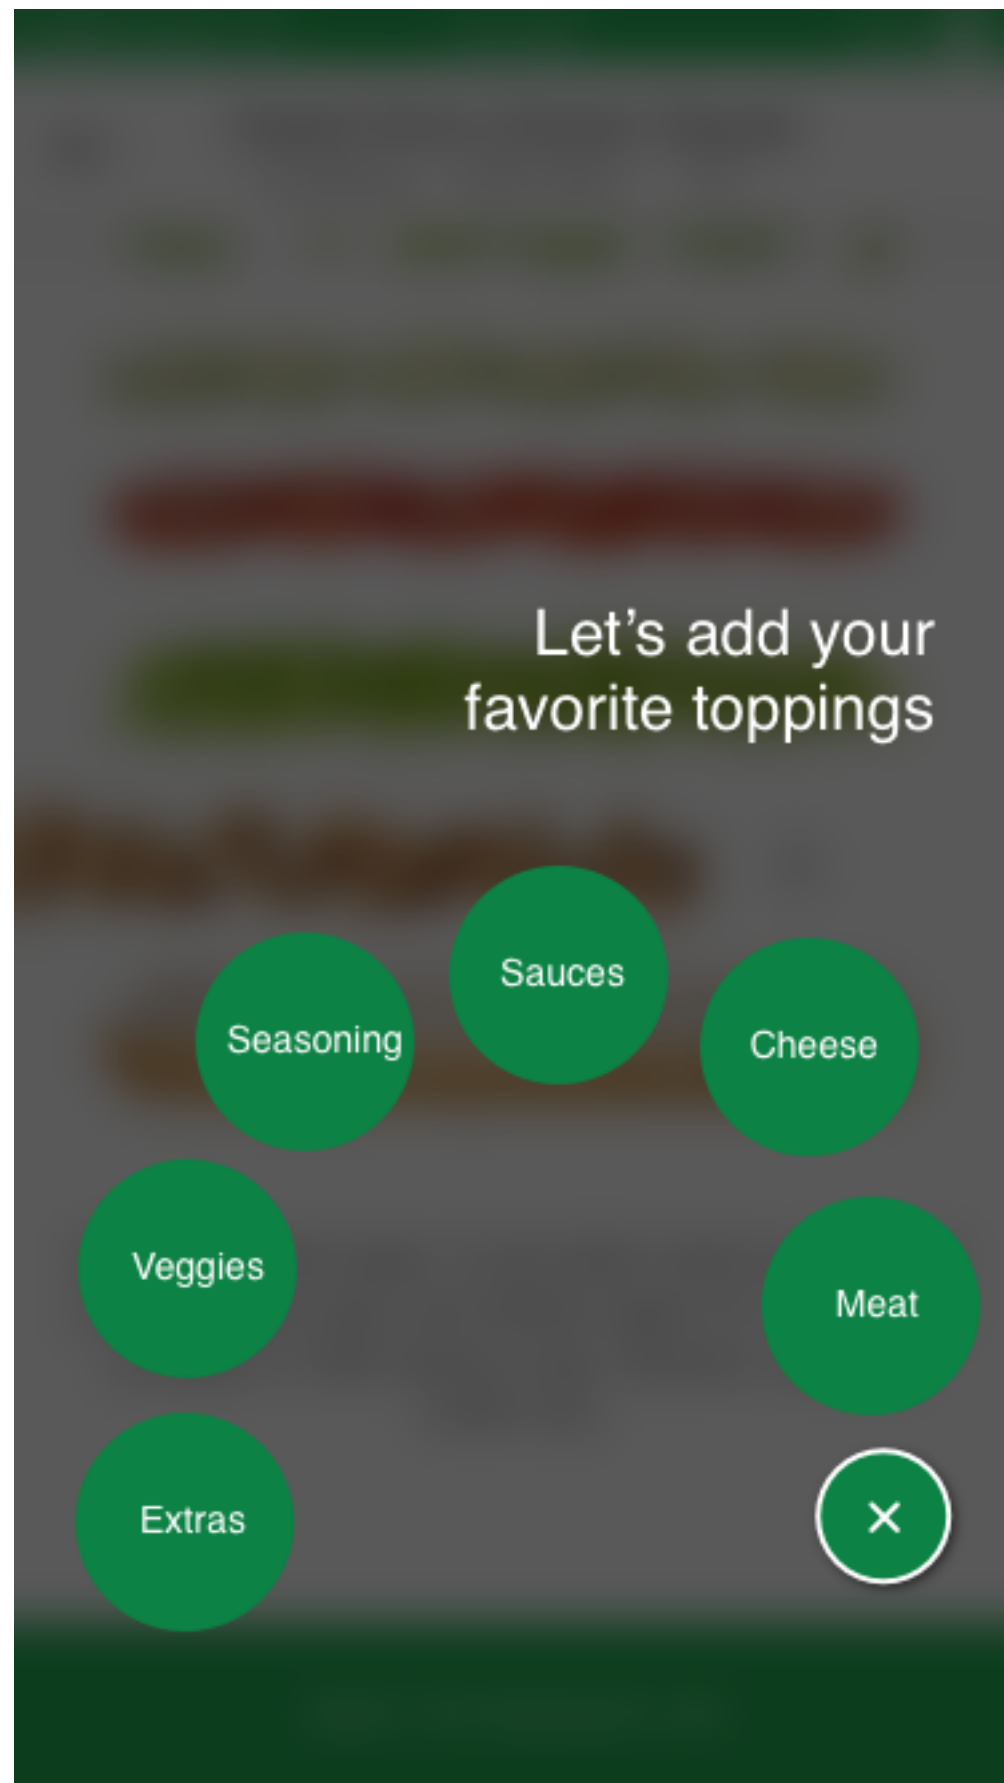 Let's add your
favorite toppings
Sauces
Seasoning
Cheese
Veggies
Meat
Extras